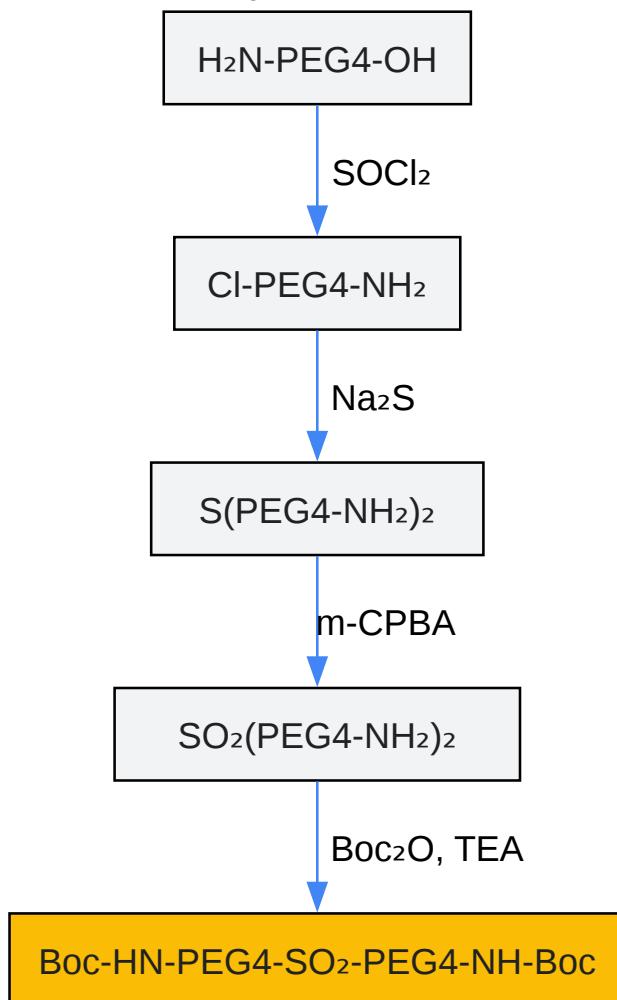 H₂N-PEG4-OH
SOCl₂
Cl-PEG4-NH₂
Na₂S
S(PEG4-NH₂)₂
m-CPBA
SO₂(PEG4-NH₂)₂
Boc₂O, TEA
Boc-HN-PEG4-SO₂-PEG4-NH-Boc